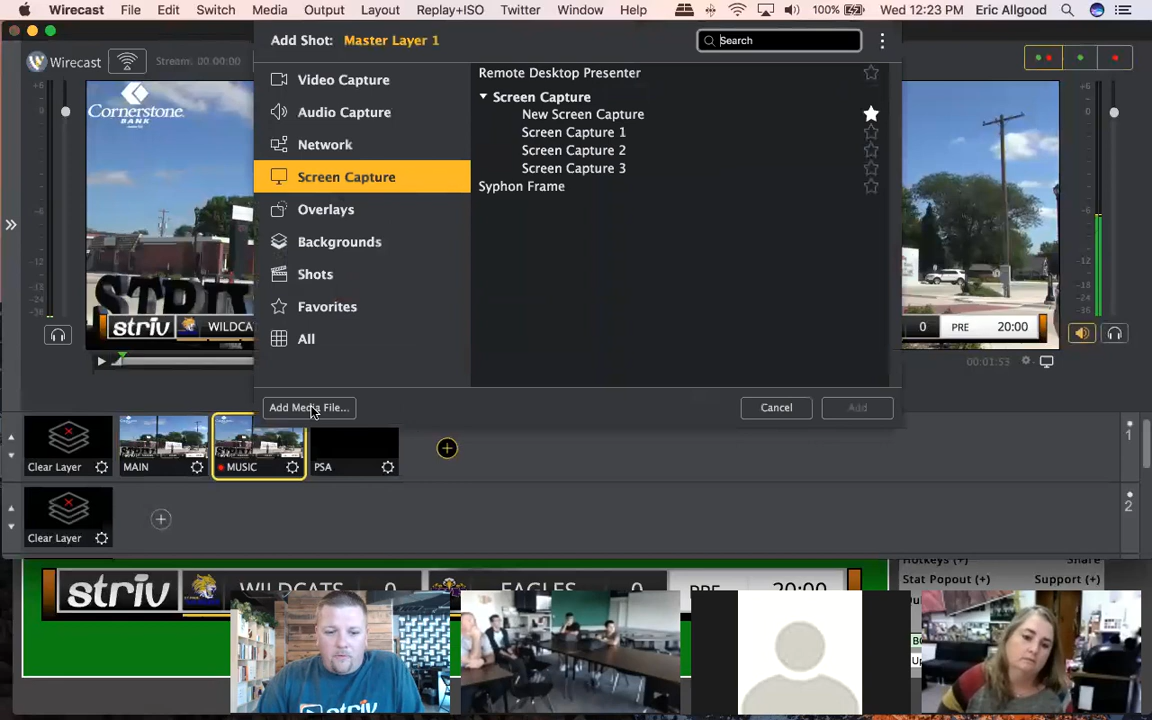 Wirecast File Edit Switch Media Output Layout Replay+ISO Twitter Window Help 100% Wed 12:23 PM Eric Allgood
Wirecast Stream: 00:00:00
Add Shot: Master Layer 1 Search
Video Capture
Audio Capture
Network
Screen Capture
Overlays
Backgrounds
Shots
Favorites
All
Remote Desktop Presenter
Screen Capture
New Screen Capture
Screen Capture 1
Screen Capture 2
Screen Capture 3
Syphon Frame
Add Media File... Cancel Add
Cornerstone
BANK
STRIV
striv WILDCA
0 PRE 20:00
00:01:53
Clear Layer MAIN MUSIC PSA
1
Clear Layer
2
striv WILDCATS 0 EAGLES 0 PRE 20:00
Hotkeys (+) Share
Stat Popout (+) Support (+)
striv